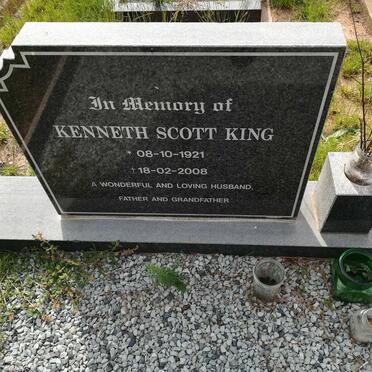 In Memory of
KENNETH SCOTT KING
* 08-10-1921
†18-02-2008
A WONDERFUL AND LOVING HUSBAND,
FATHER AND GRANDFATHER